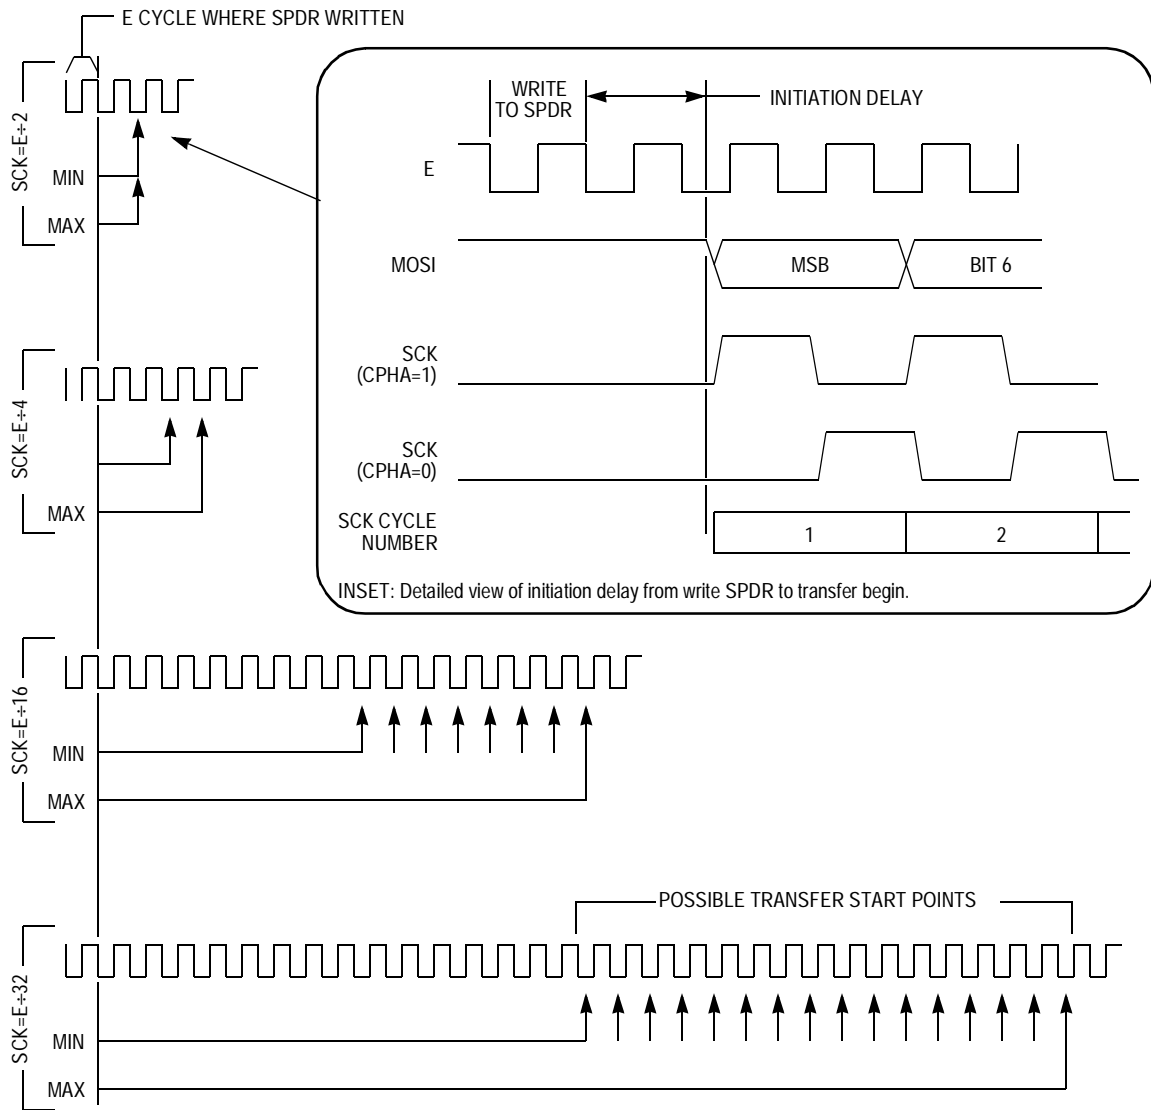 E CYCLE WHERE SPDR WRITTEN
SCK=E÷2
MIN
MAX
WRITE
TO SPDR
INITIATION DELAY
E
MOSI
MSB
BIT 6
SCK
(CPHA=1)
SCK
(CPHA=0)
SCK CYCLE
NUMBER
1
2
INSET: Detailed view of initiation delay from write SPDR to transfer begin.
SCK=E÷4
MAX
SCK=E÷16
MIN
MAX
POSSIBLE TRANSFER START POINTS
SCK=E÷32
MIN
MAX